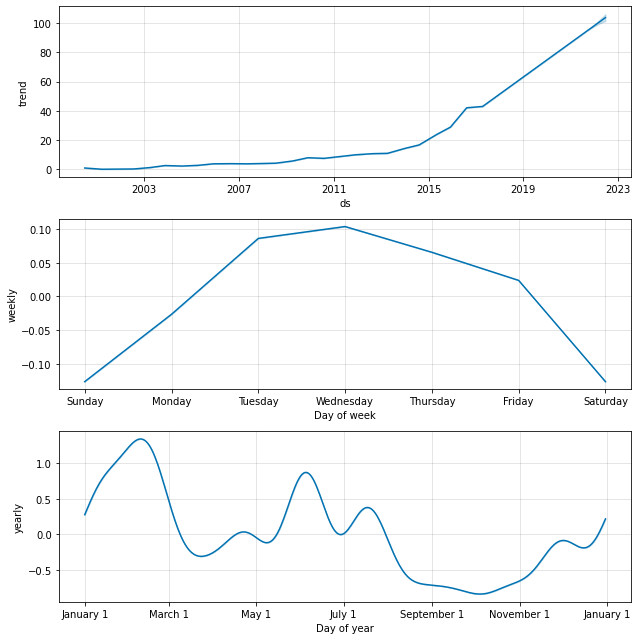 100
80
60
40
20
0
trend
2003 2007 2011 2015 2019 2023
ds
0.10
0.05
0.00
−0.05
−0.10
weekly
Sunday Monday Tuesday Wednesday Thursday Friday Saturday
Day of week
1.0
0.5
0.0
−0.5
yearly
January 1 March 1 May 1 July 1 September 1 November 1 January 1
Day of year